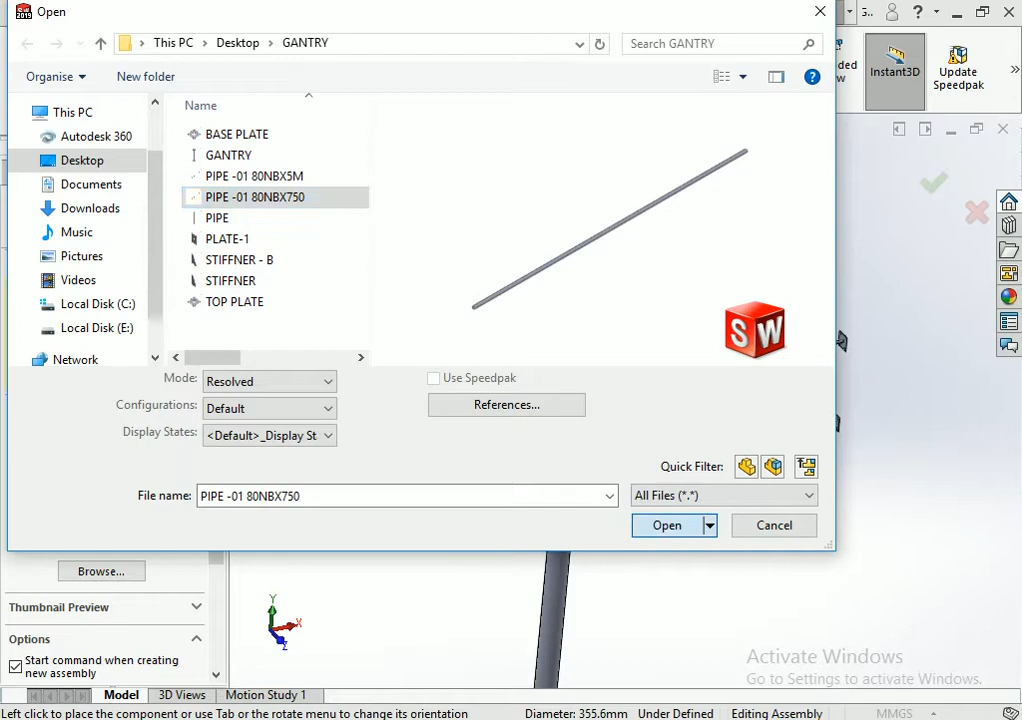 SW 2019 Open
5..
?
This PC > Desktop > GANTRY
Search GANTRY
Organise
New folder
Name
This PC
Autodesk 360
Desktop
Documents
Downloads
Music
Pictures
Videos
Local Disk (C:)
Local Disk (E:)
Network
BASE PLATE
GANTRY
PIPE -01 80NBX5M
PIPE -01 80NBX750
PIPE
PLATE-1
STIFFNER - B
STIFFNER
TOP PLATE
SW
Instant3D
Update
Speedpak
Mode: Resolved
Configurations: Default
Display States: <Default>_Display St
Use Speedpak
References...
Quick Filter:
File name: PIPE -01 80NBX750
All Files (*.*)
Open
Cancel
Browse...
Thumbnail Preview
Options
Start command when creating
new assembly
Y
X
Z
Activate Windows
Go to Settings to activate Windows.
Model
3D Views
Motion Study 1
Left click to place the component or use Tab or the rotate menu to change its orientation
Diameter: 355.6mm
Under Defined
Editing Assembly
MMGS